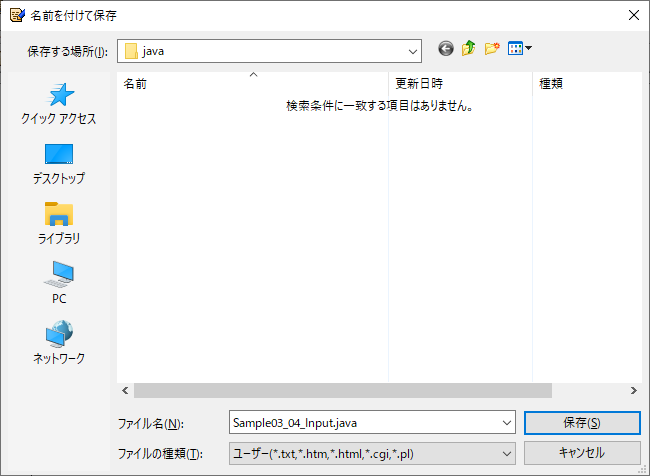 名前を付けて保存
保存する場所(I):
java
名前
更新日時
種類
検索条件に一致する項目はありません。
クイック アクセス
デスクトップ
ライブラリ
PC
ネットワーク
ファイル名(N):
Sample03_04_Input.java
保存(S)
ファイルの種類(T):
ユーザー(*.txt,*.htm,*.html,*.cgi,*.pl)
キャンセル